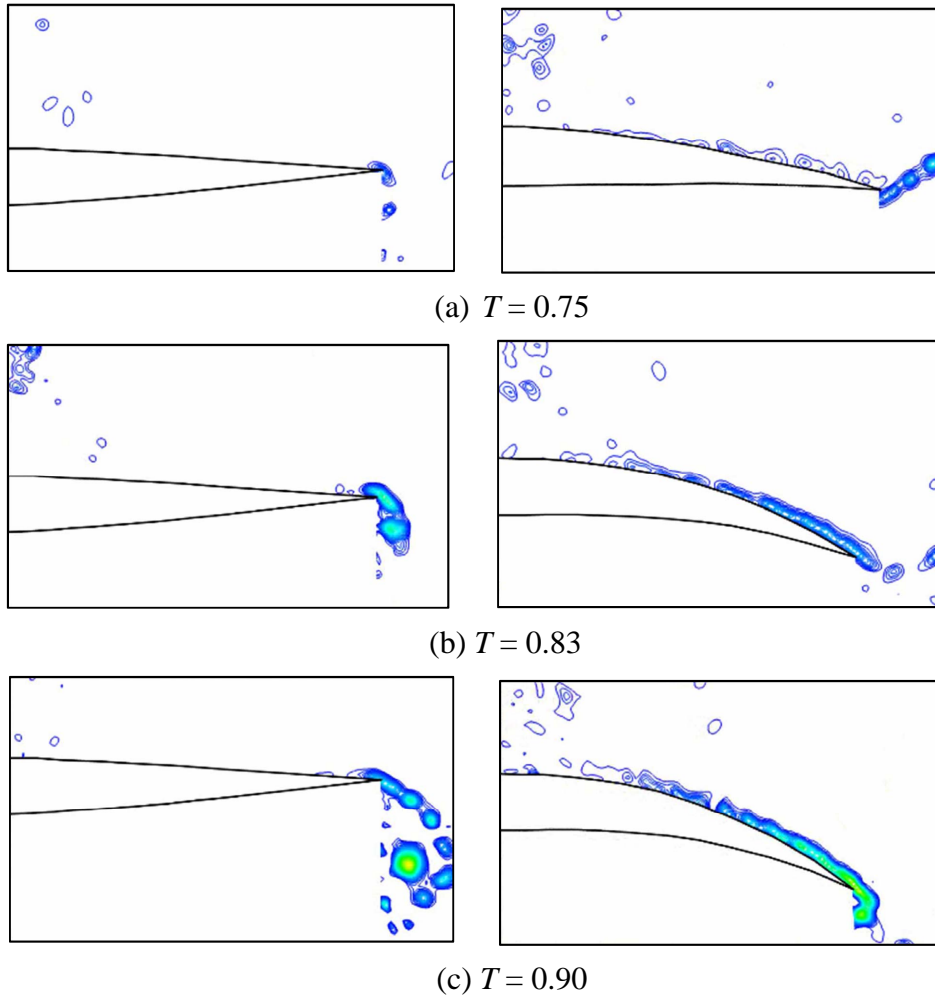 (a) T = 0.75
(b) T = 0.83
(c) T = 0.90